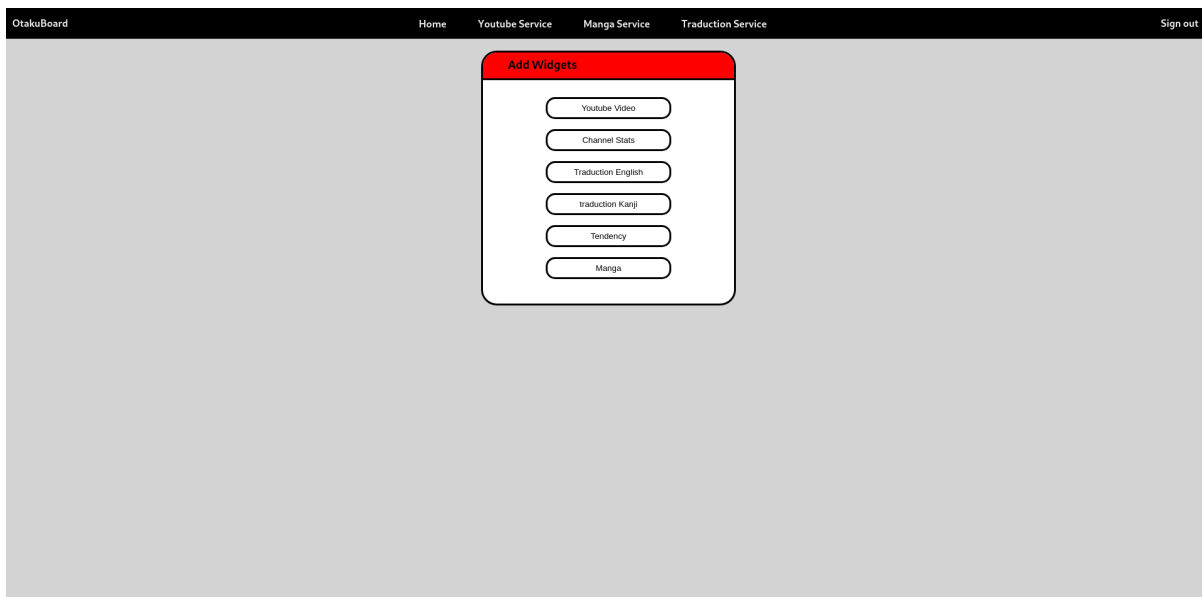 OtakuBoard Home Youtube Service Manga Service Traduction Service Sign out
Add Widgets
Youtube Video
Channel Stats
Traduction English
traduction Kanji
Tendency
Manga